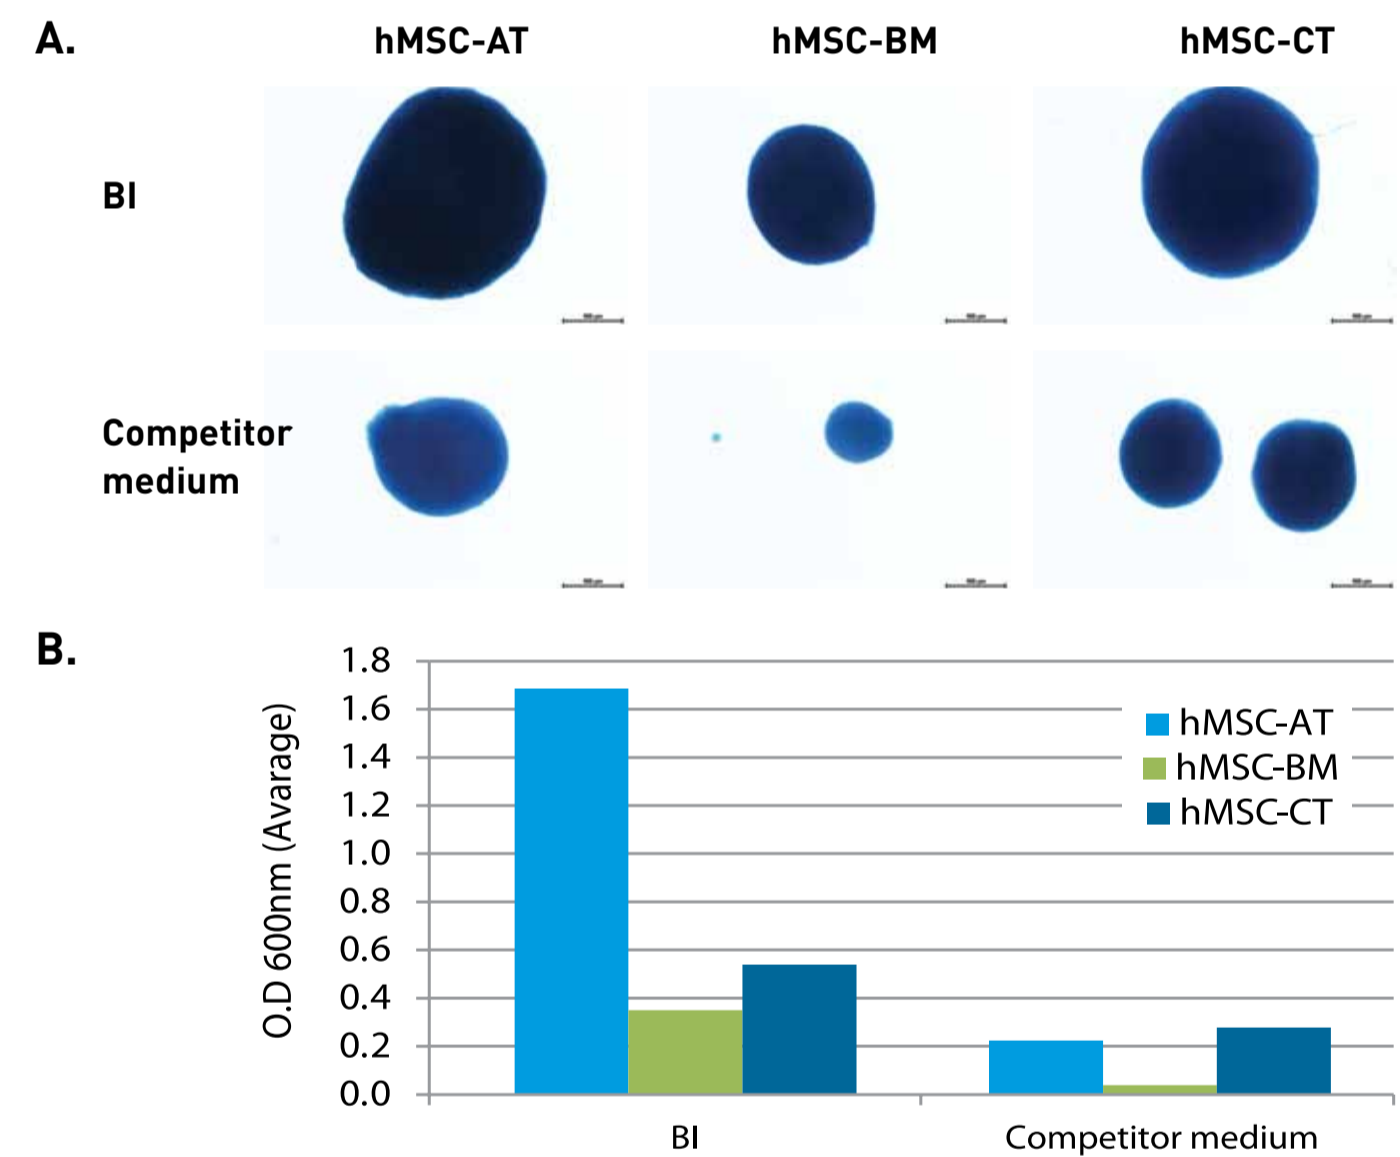 A.
hMSC-AT hMSC-BM hMSC-CT
BI
Competitor
medium
B.
1.8
1.6
1.4
1.2
1.0
0.8
0.6
0.4
0.2
0.0
O.D 600nm (Avarage)
hMSC-AT
hMSC-BM
hMSC-CT
BI Competitor medium